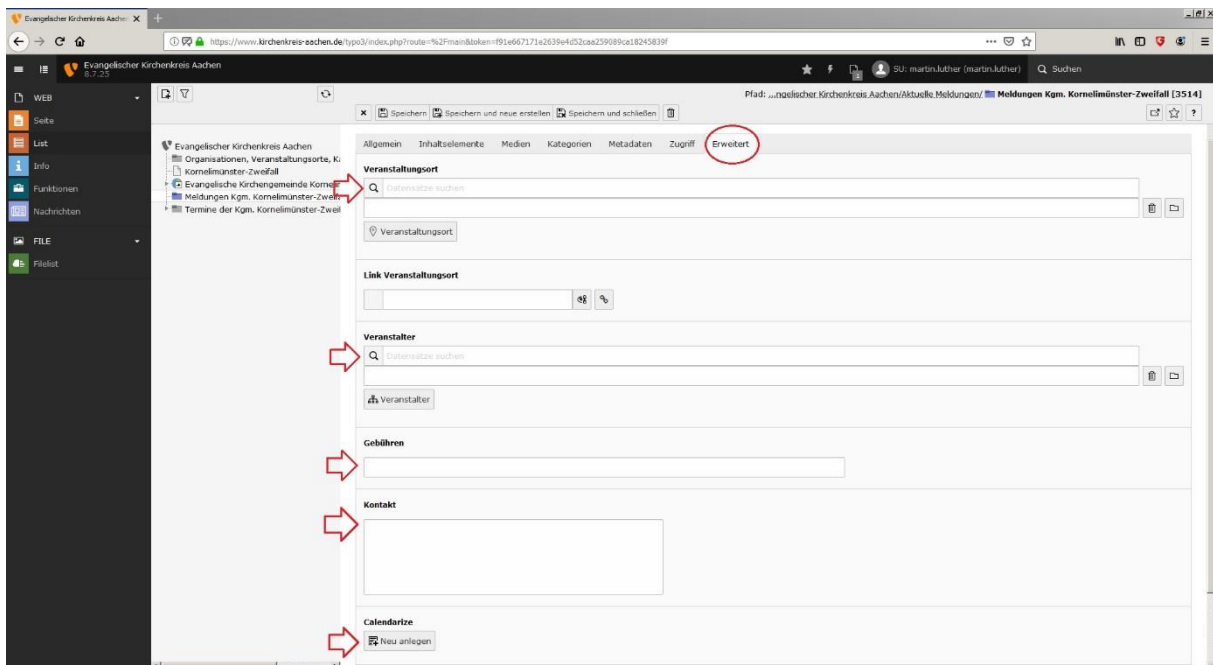 Evangelischer Kirchenkreis Aachen
https://www.kirchenkreis-aachen.de/typo3/index.php?route=%2Fmain&token=f91e667171e2639e4d52caa259089ca18245839f
Evangelischer Kirchenkreis Aachen
8.7.25
SU: martin.luther (martin.luther)
Suchen
WEB
Seite
List
Info
Funktionen
Nachrichten
FILE
Filelist
Evangelischer Kirchenkreis Aachen
Organisationen, Veranstaltungsorte, K
Kornelimünster-Zweifall
Evangelische Kirchengemeinde Kornelim
Meldungen Kgm. Kornelimünster-Zweifa
Termine der Kgm. Kornelimünster-Zweif
Pfad: ...ngelischer Kirchenkreis Aachen/Aktuelle Meldungen/ Meldungen Kgm. Kornelimünster-Zweifall [3514]
Speichern Speichern und neue erstellen Speichern und schließen
Allgemein Inhaltselemente Medien Kategorien Metadaten Zugriff Erweitert
Veranstaltungsort
Datensätze suchen
Veranstaltungsort
Link Veranstaltungsort
Veranstalter
Datensätze suchen
Veranstalter
Gebühren
Kontakt
Calendarize
Neu anlegen